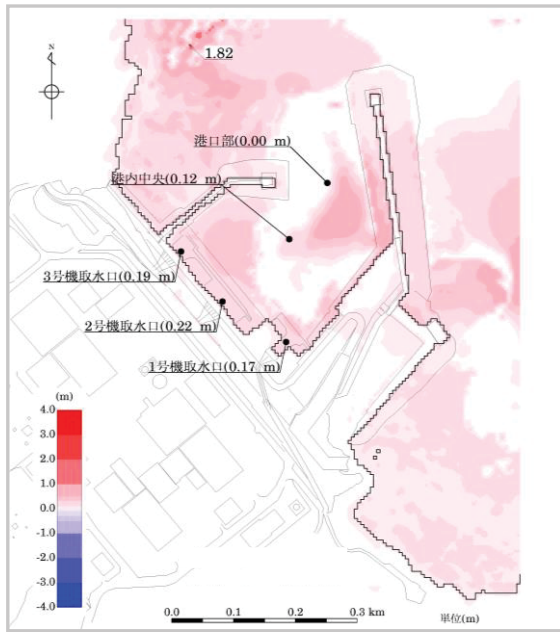 N
1.82
港口部(0.00 m)
港内中央(0.12 m)
3号機取水口(0.19 m)
2号機取水口(0.22 m)
1号機取水口(0.17 m)
(m)
4.0
3.0
2.0
1.0
0.0
-1.0
-2.0
-3.0
-4.0
0.0 0.1 0.2 0.3 km
単位(m)